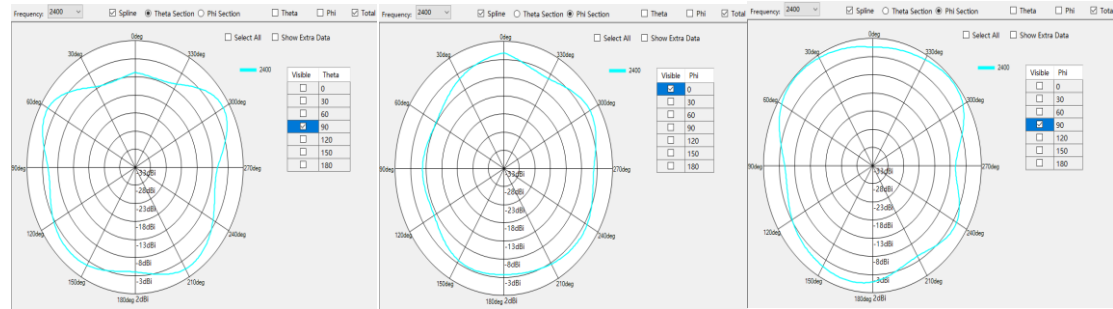 Frequency: 2400 Spline Theta Section Phi Section Theta Phi Total
Select All Show Extra Data
2400
Visible Theta
0
30
60
90
120
150
180
0deg
30deg
330deg
60deg
300deg
90deg
270deg
120deg
240deg
150deg
210deg
180deg
-33dBi
-28dBi
-23dBi
-18dBi
-13dBi
-8dBi
-3dBi
2dBi
Frequency: 2400 Spline Theta Section Phi Section Theta Phi Total
Select All Show Extra Data
2400
Visible Phi
0
30
60
90
120
150
180
0deg
30deg
330deg
60deg
300deg
90deg
270deg
120deg
240deg
150deg
210deg
180deg
-33dBi
-28dBi
-23dBi
-18dBi
-13dBi
-8dBi
-3dBi
2dBi
Frequency: 2400 Spline Theta Section Phi Section Theta Phi Total
Select All Show Extra Data
2400
Visible Phi
0
30
60
90
120
150
180
0deg
30deg
330deg
60deg
300deg
90deg
270deg
120deg
240deg
150deg
210deg
180deg
-33dBi
-28dBi
-23dBi
-18dBi
-13dBi
-8dBi
-3dBi
2dBi